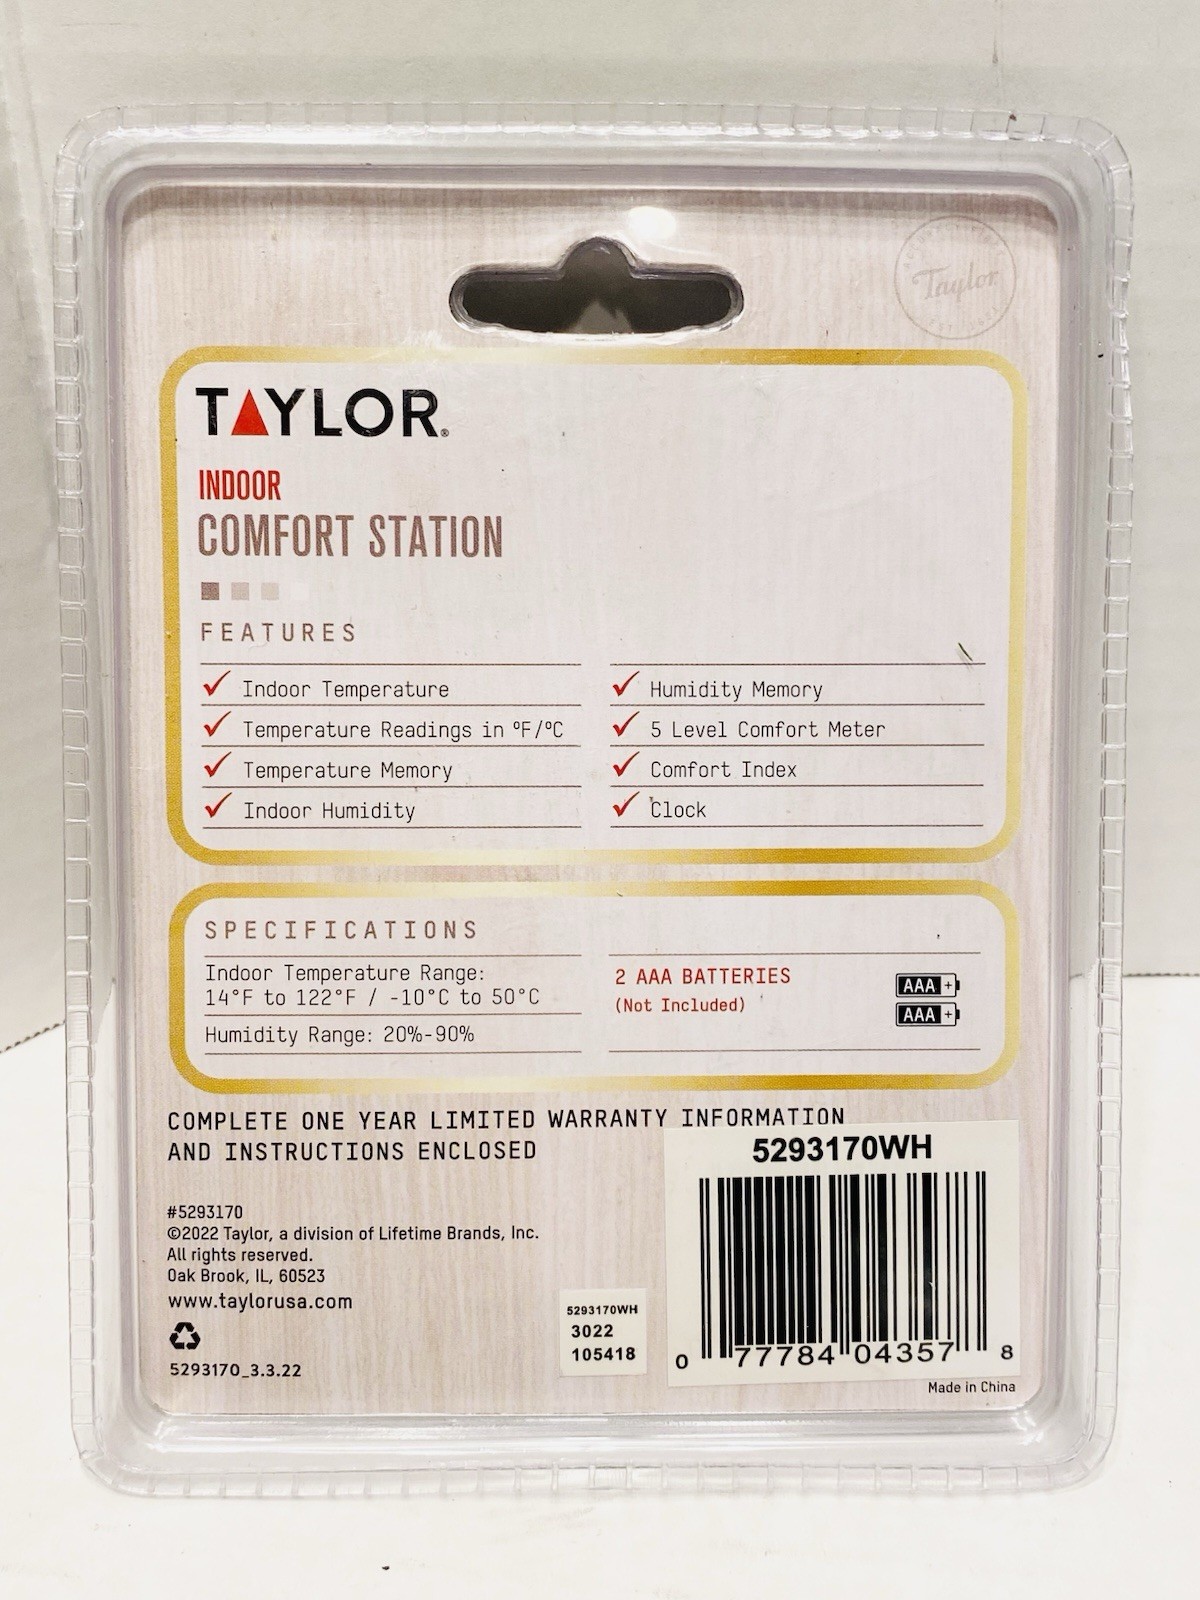 Taylor
TAYLOR®
INDOOR
COMFORT STATION
FEATURES
✓ Indoor Temperature
✓ Temperature Readings in ºF/ºC
✓ Temperature Memory
✓ Indoor Humidity
✓ Humidity Memory
✓ 5 Level Comfort Meter
✓ Comfort Index
✓ Clock
SPECIFICATIONS
Indoor Temperature Range:
14°F to 122°F / -10°C to 50°C
Humidity Range: 20%-90%
2 AAA BATTERIES
(Not Included)
AAA +
AAA +
COMPLETE ONE YEAR LIMITED WARRANTY INFORMATION
AND INSTRUCTIONS ENCLOSED
#5293170
©2022 Taylor, a division of Lifetime Brands, Inc.
All rights reserved.
Oak Brook, IL, 60523
www.taylorusa.com
5293170_3.3.22
5293170WH
3022
105418
5293170WH
0 77784 04357 8
Made in China